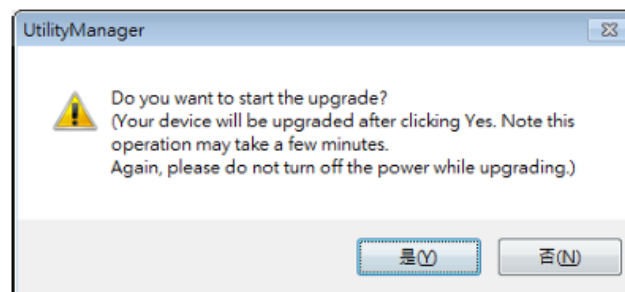 UtilityManager
Do you want to start the upgrade?
(Your device will be upgraded after clicking Yes. Note this
operation may take a few minutes.
Again, please do not turn off the power while upgrading.)
是(Y) 否(N)